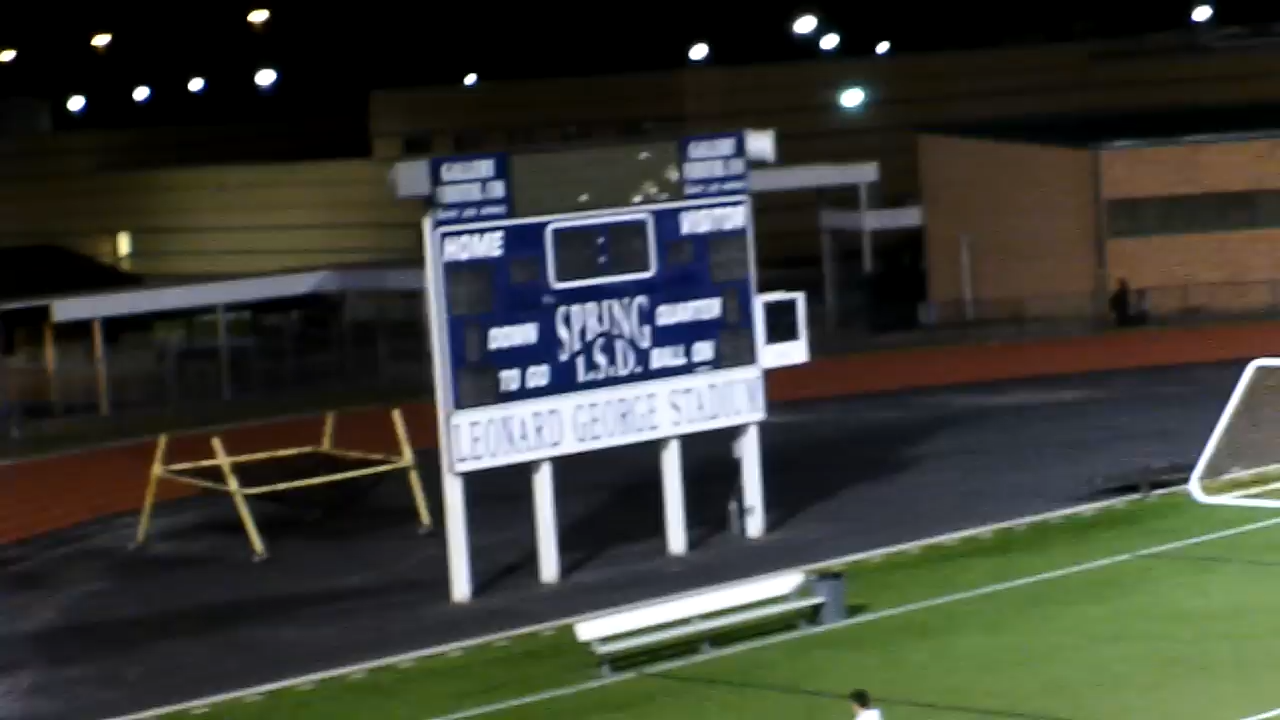 HOME
VISITOR
SPRING
I.S.D.
DOWN
QUARTER
TO GO
BALL ON
LEONARD GEORGE STADIUM